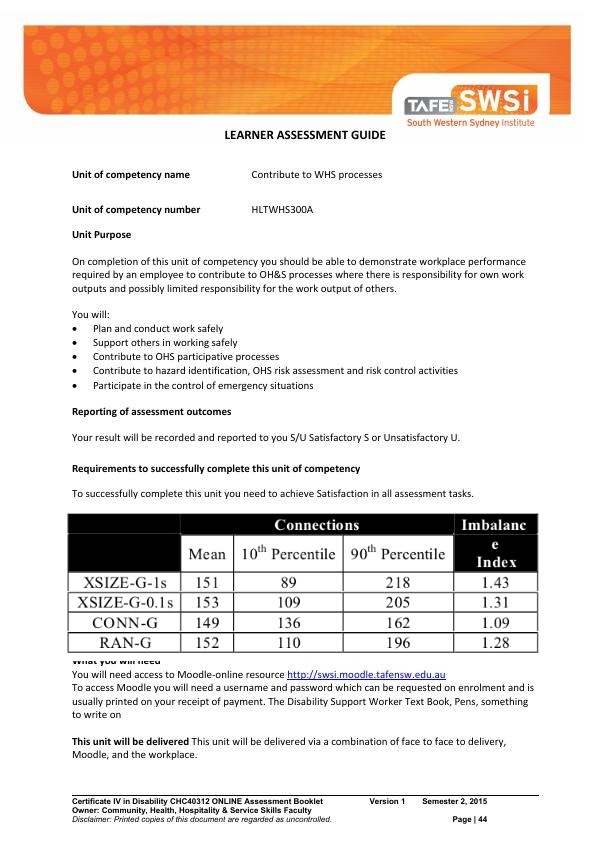 TAFE NSW SWSi
South Western Sydney Institute
LEARNER ASSESSMENT GUIDE
Unit of competency name Contribute to WHS processes
Unit of competency number HLTWHS300A
Unit Purpose
On completion of this unit of competency you should be able to demonstrate workplace performance
required by an employee to contribute to OH&S processes where there is responsibility for own work
outputs and possibly limited responsibility for the work output of others.
You will:
• Plan and conduct work safely
• Support others in working safely
• Contribute to OHS participative processes
• Contribute to hazard identification, OHS risk assessment and risk control activities
• Participate in the control of emergency situations
Reporting of assessment outcomes
Your result will be recorded and reported to you S/U Satisfactory S or Unsatisfactory U.
Requirements to successfully complete this unit of competency
To successfully complete this unit you need to achieve Satisfaction in all assessment tasks.
Connections Imbalanc
e
Index
Mean 10th Percentile 90th Percentile
XSIZE-G-1s 151 89 218 1.43
XSIZE-G-0.1s 153 109 205 1.31
CONN-G 149 136 162 1.09
RAN-G 152 110 196 1.28
What you will need
You will need access to Moodle-online resource http://swsi.moodle.tafensw.edu.au
To access Moodle you will need a username and password which can be requested on enrolment and is
usually printed on your receipt of payment. The Disability Support Worker Text Book, Pens, something
to write on
This unit will be delivered This unit will be delivered via a combination of face to face to delivery,
Moodle, and the workplace.
Certificate IV in Disability CHC40312 ONLINE Assessment Booklet Version 1 Semester 2, 2015
Owner: Community, Health, Hospitality & Service Skills Faculty
Disclaimer: Printed copies of this document are regarded as uncontrolled. Page | 44